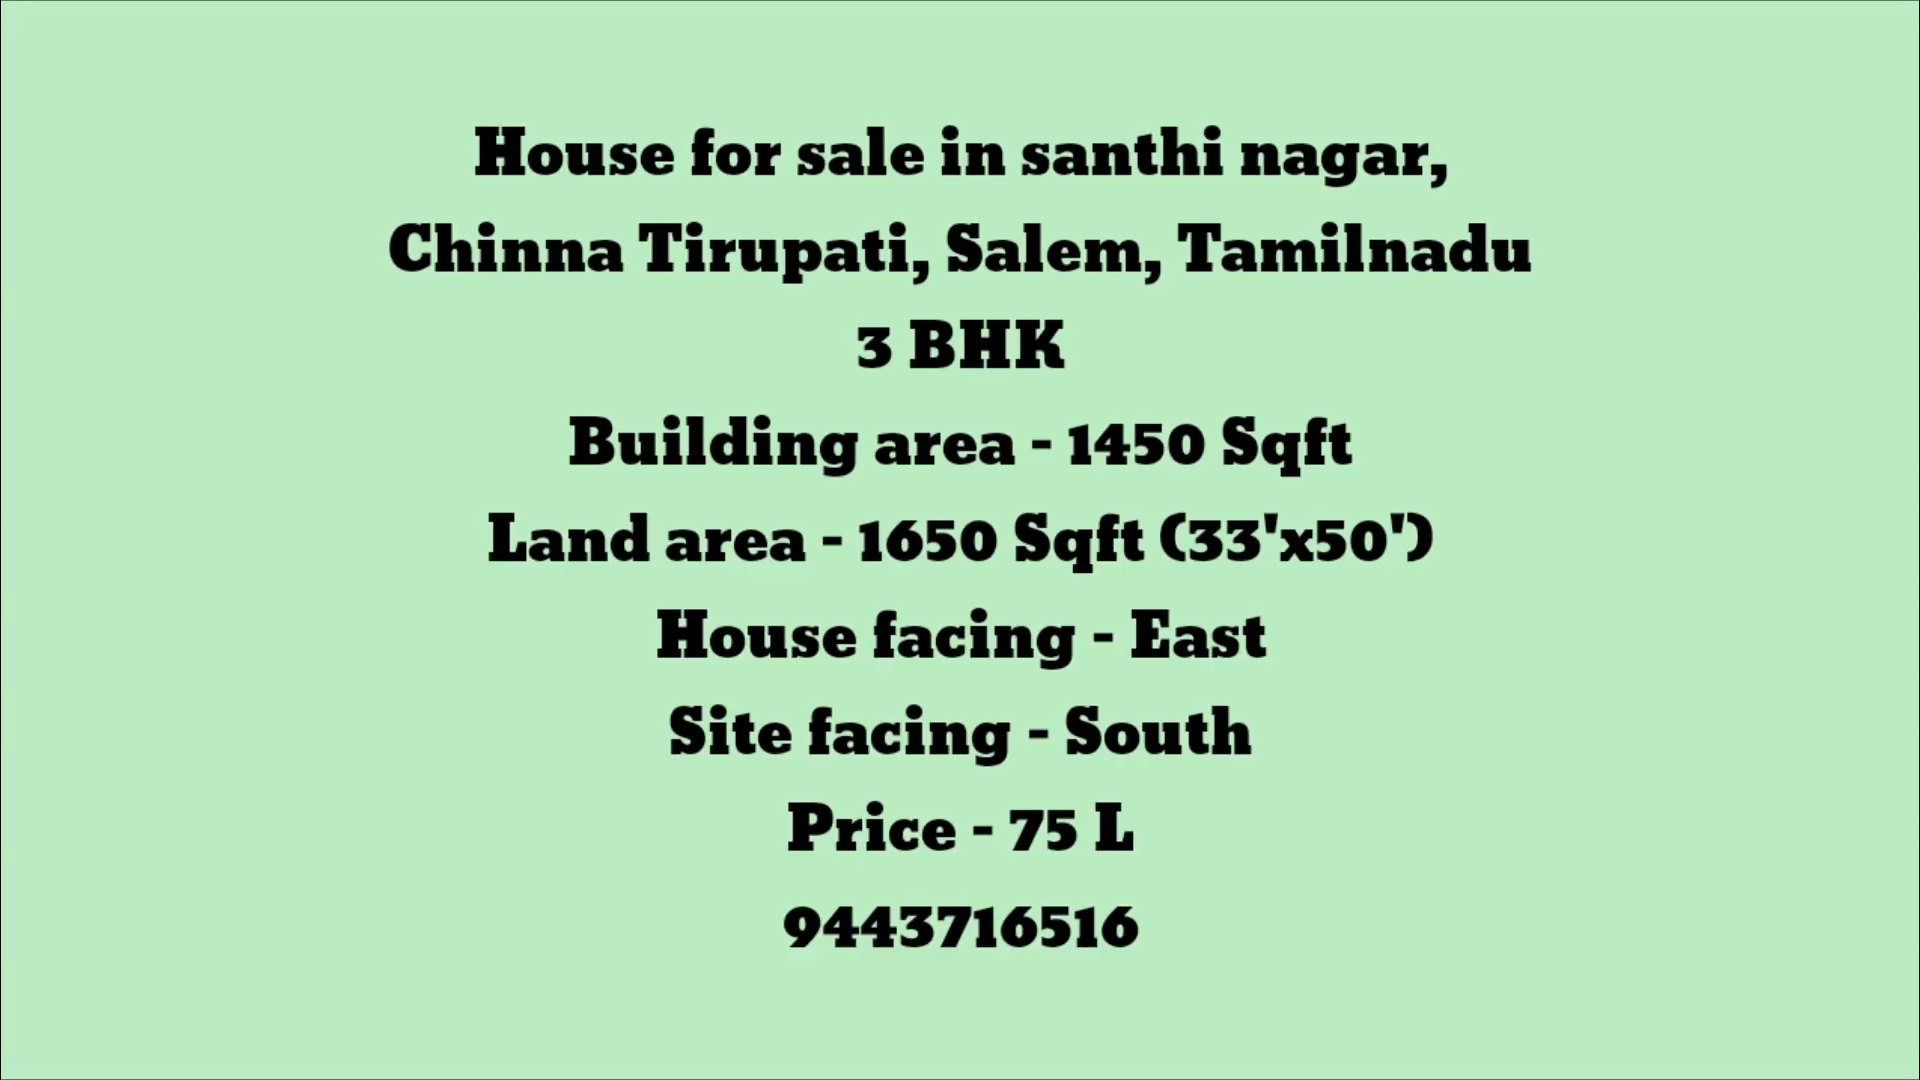 House for sale in santhi nagar,
Chinna Tirupati, Salem, Tamilnadu
3 BHK
Building area - 1450 Sqft
Land area - 1650 Sqft (33'x50')
House facing - East
Site facing - South
Price - 75 L
9443716516